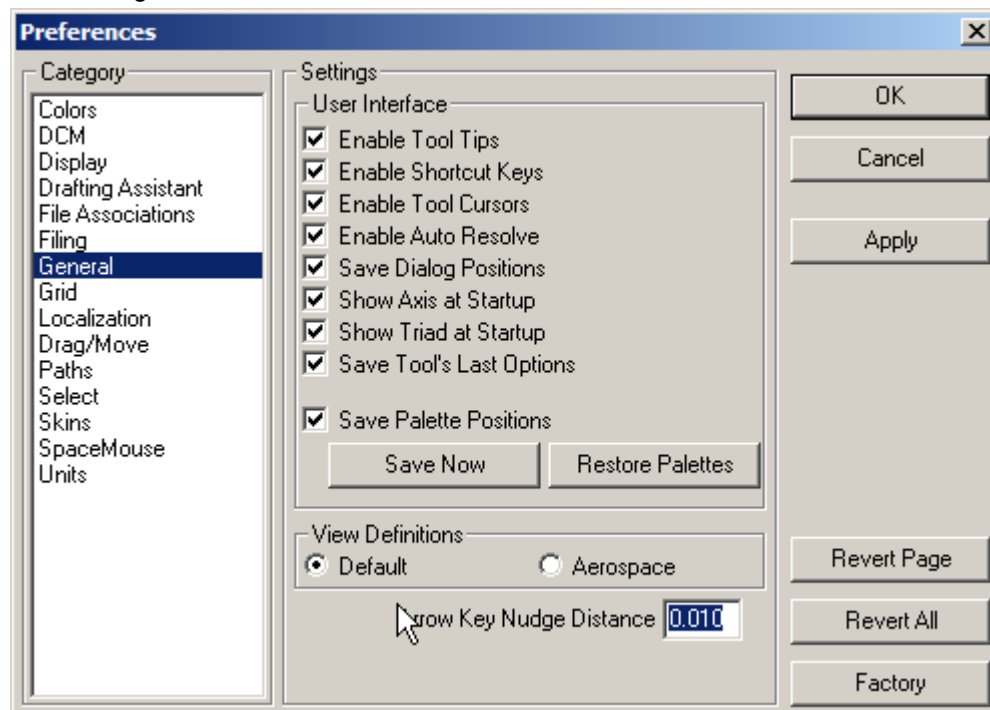 Preferences
Category
Colors
DCM
Display
Drafting Assistant
File Associations
Filing
General
Grid
Localization
Drag/Move
Paths
Select
Skins
SpaceMouse
Units
Settings
User Interface
Enable Tool Tips
Enable Shortcut Keys
Enable Tool Cursors
Enable Auto Resolve
Save Dialog Positions
Show Axis at Startup
Show Triad at Startup
Save Tool's Last Options
Save Palette Positions
Save Now Restore Palettes
View Definitions
Default Aerospace
Key Nudge Distance 0.010
OK
Cancel
Apply
Revert Page
Revert All
Factory